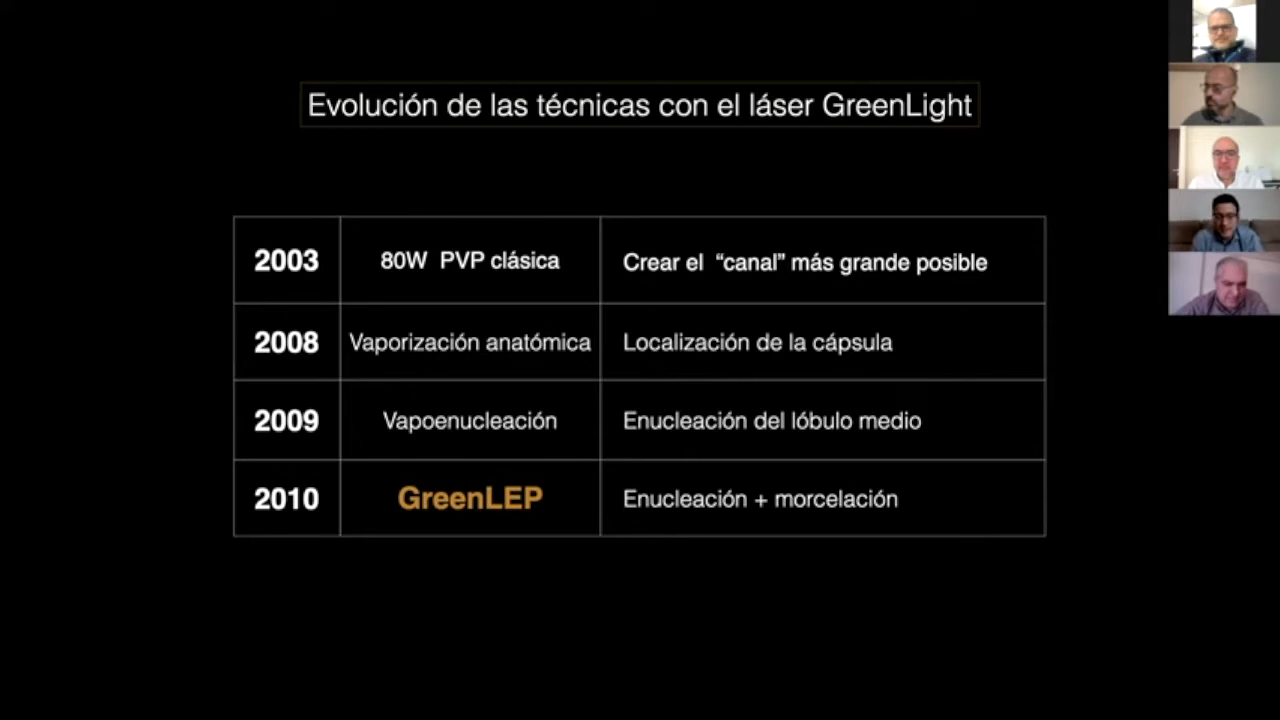 Evolución de las técnicas con el láser GreenLight
2003 80W PVP clásica Crear el “canal” más grande posible
2008 Vaporización anatómica Localización de la cápsula
2009 Vapoenucleación Enucleación del lóbulo medio
2010 GreenLEP Enucleación + morcelación